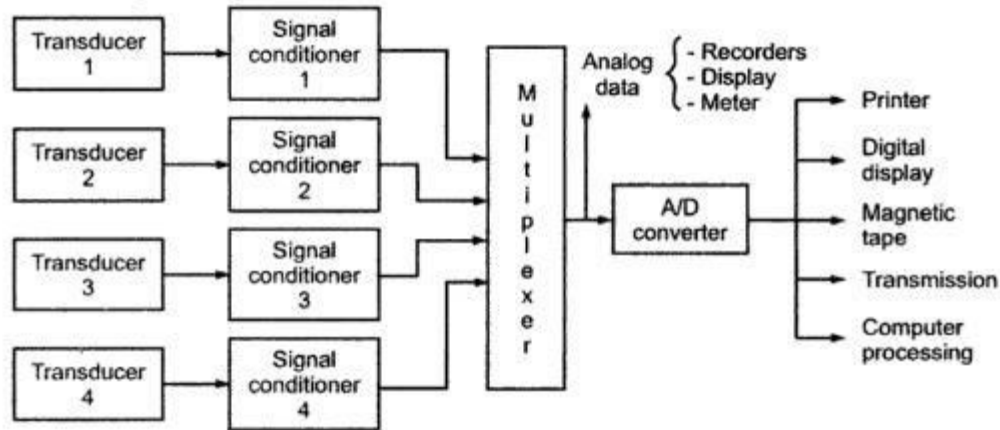 Transducer
1
Signal
conditioner
1
Transducer
2
Signal
conditioner
2
Transducer
3
Signal
conditioner
3
Transducer
4
Signal
conditioner
4
Multiplexer
Analog
data
- Recorders
- Display
- Meter
A/D
converter
Printer
Digital
display
Magnetic
tape
Transmission
Computer
processing